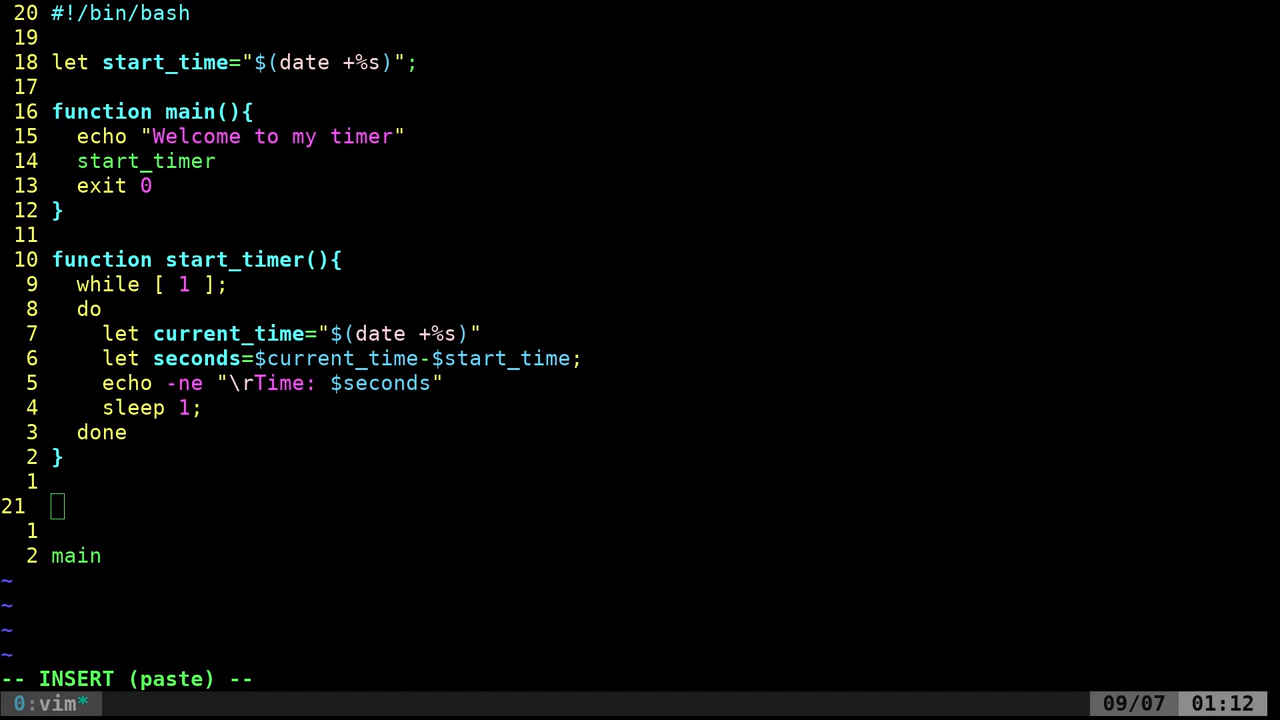 20 #!/bin/bash
19
18 let start_time="$(date +%s)";
17
16 function main(){
15   echo "Welcome to my timer"
14   start_timer
13   exit 0
12 }
11
10 function start_timer(){
 9   while [ 1 ];
 8   do
 7     let current_time="$(date +%s)"
 6     let seconds=$current_time-$start_time;
 5     echo -ne "\rTime: $seconds"
 4     sleep 1;
 3   done
 2 }
 1
21
 1
 2 main
~
~
~
~
-- INSERT (paste) --
0:vim* 09/07 01:12